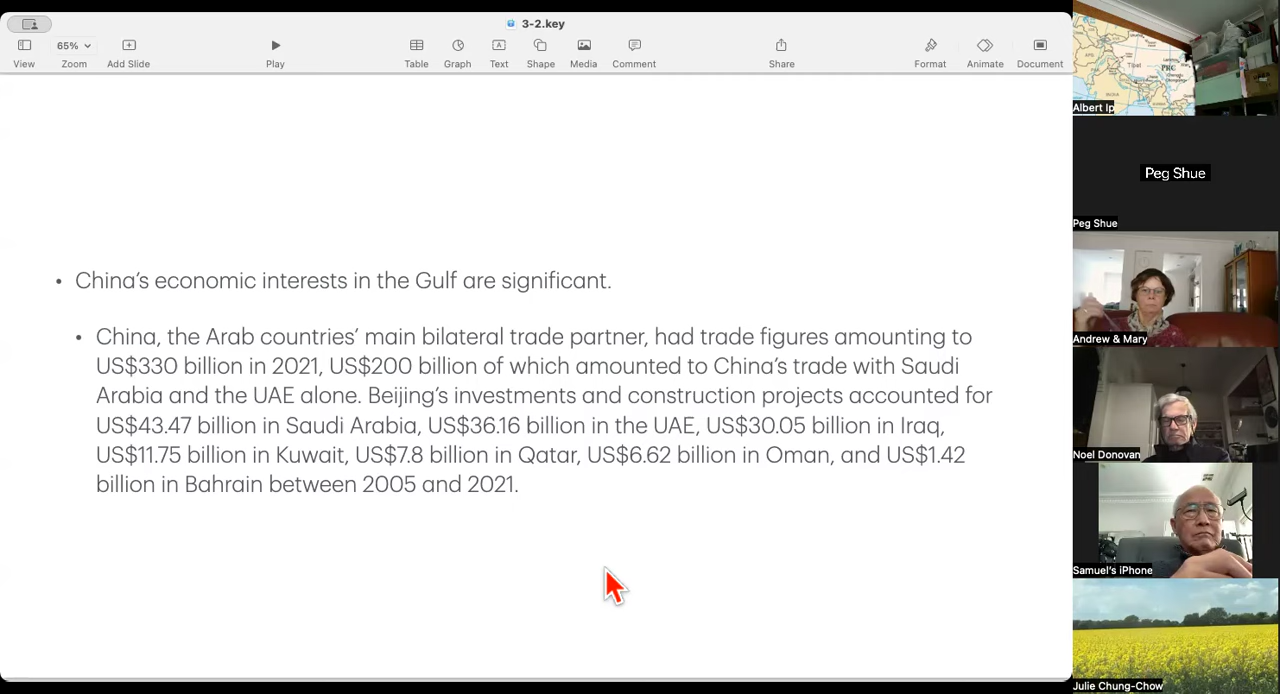 3-2.key
65%
View
Zoom
Add Slide
Play
Table
Graph
Text
Shape
Media
Comment
Share
Format
Animate
Document
• China's economic interests in the Gulf are significant.
• China, the Arab countries' main bilateral trade partner, had trade figures amounting to
US$330 billion in 2021, US$200 billion of which amounted to China's trade with Saudi
Arabia and the UAE alone. Beijing's investments and construction projects accounted for
US$43.47 billion in Saudi Arabia, US$36.16 billion in the UAE, US$30.05 billion in Iraq,
US$11.75 billion in Kuwait, US$7.8 billion in Qatar, US$6.62 billion in Oman, and US$1.42
billion in Bahrain between 2005 and 2021.
Tibet
PRC
INDIA
Albert Ip
Peg Shue
Peg Shue
Andrew & Mary
Noel Donovan
Samuel's iPhone
Julie Chung-Chow